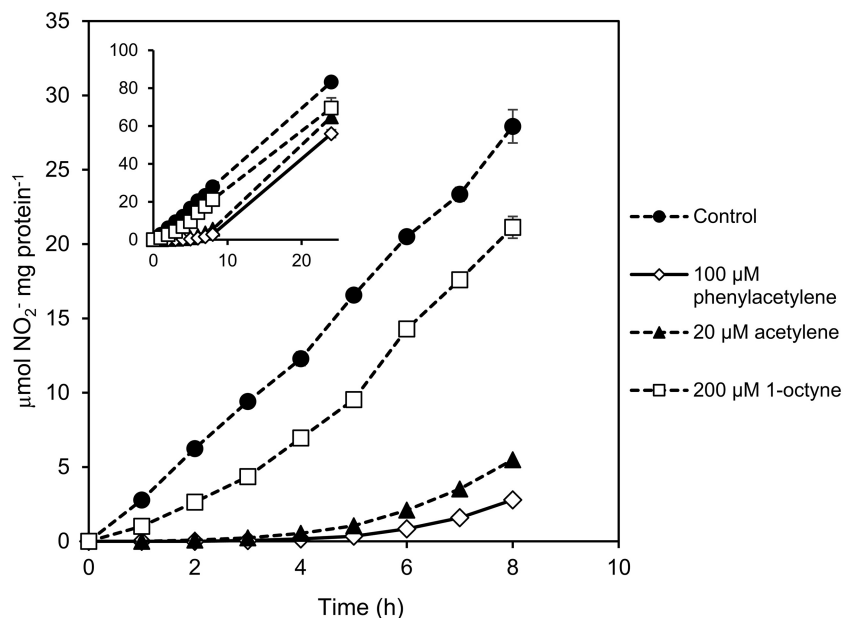 μmol NO₂⁻ mg protein⁻¹
35
30
25
20
15
10
5
0
0 2 4 6 8 10
Time (h)
100
80
60
40
20
0
0 10 20
Control
100 µM
phenylacetylene
20 µM acetylene
200 µM 1-octyne